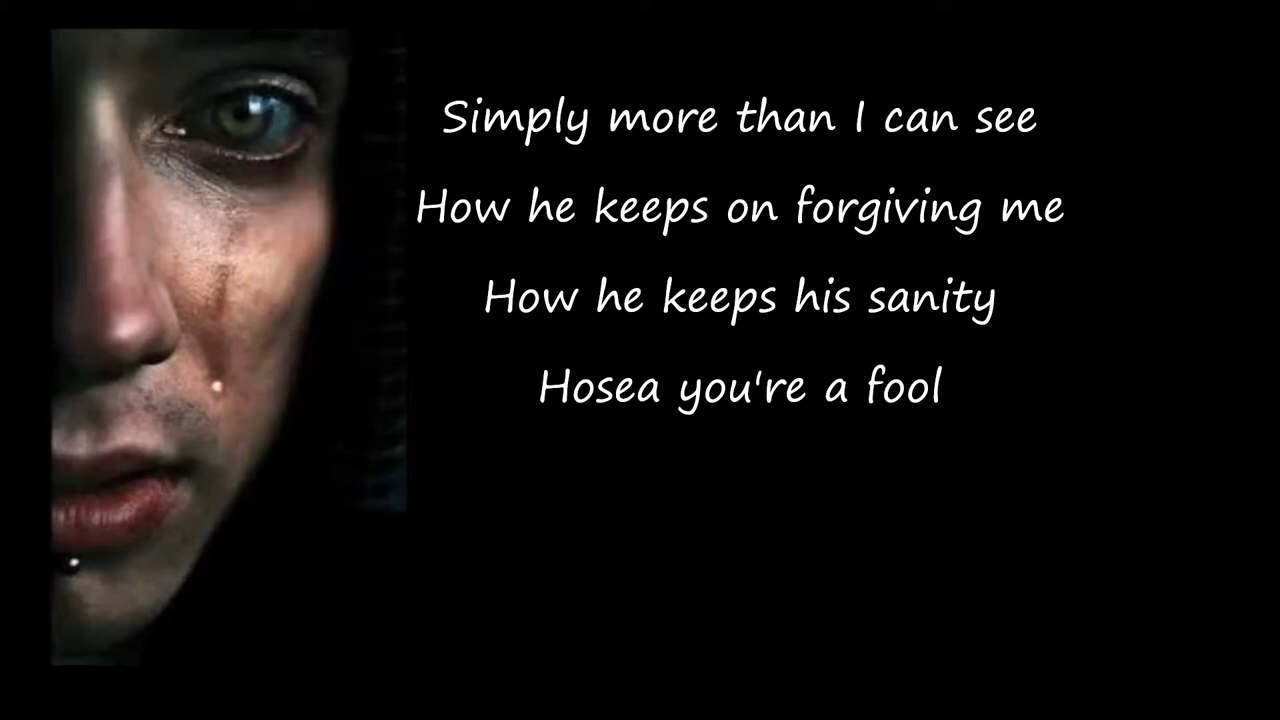 Simply more than I can see
How he keeps on forgiving me
How he keeps his sanity
Hosea you're a fool